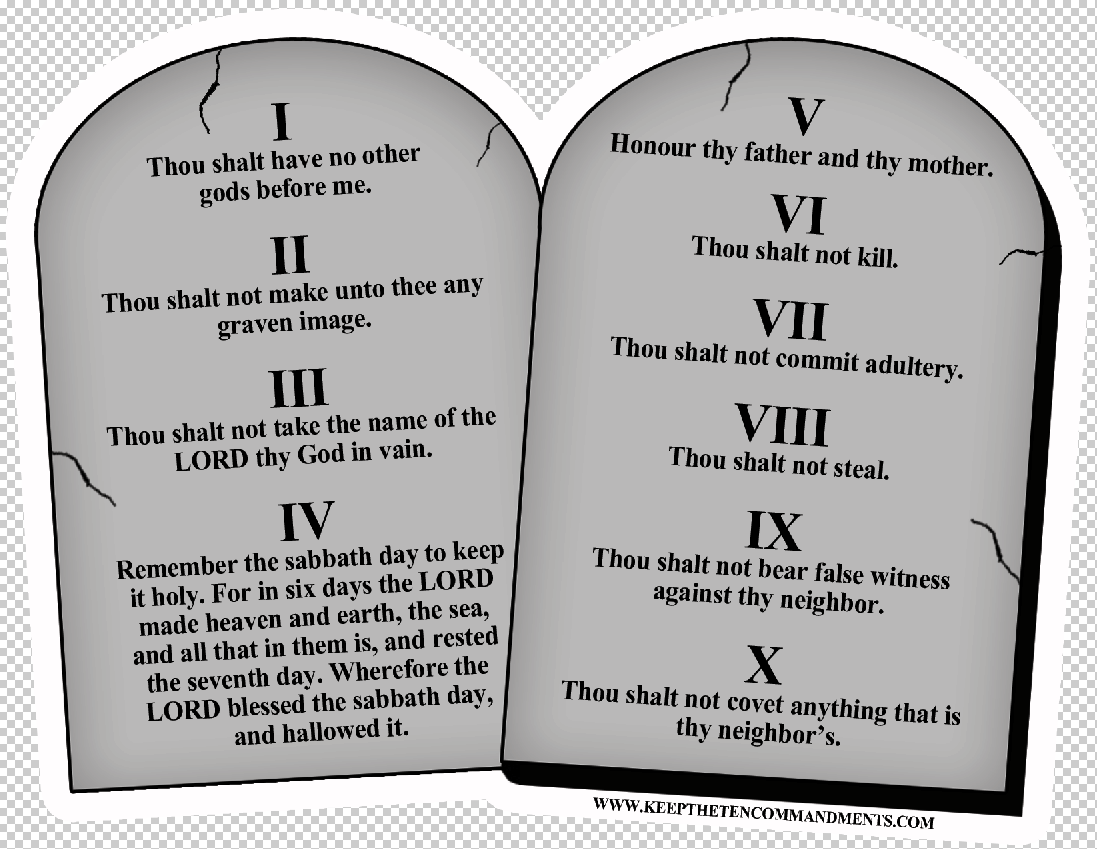 I
Thou shalt have no other
gods before me.
II
Thou shalt not make unto thee any
graven image.
III
Thou shalt not take the name of the
LORD thy God in vain.
IV
Remember the sabbath day to keep
it holy. For in six days the LORD
made heaven and earth, the sea,
and all that in them is, and rested
the seventh day. Wherefore the
LORD blessed the sabbath day,
and hallowed it.
V
Honour thy father and thy mother.
VI
Thou shalt not kill.
VII
Thou shalt not commit adultery.
VIII
Thou shalt not steal.
IX
Thou shalt not bear false witness
against thy neighbor.
X
Thou shalt not covet anything that is
thy neighbor’s.
WWW.KEEPTHETENCOMMANDMENTS.COM